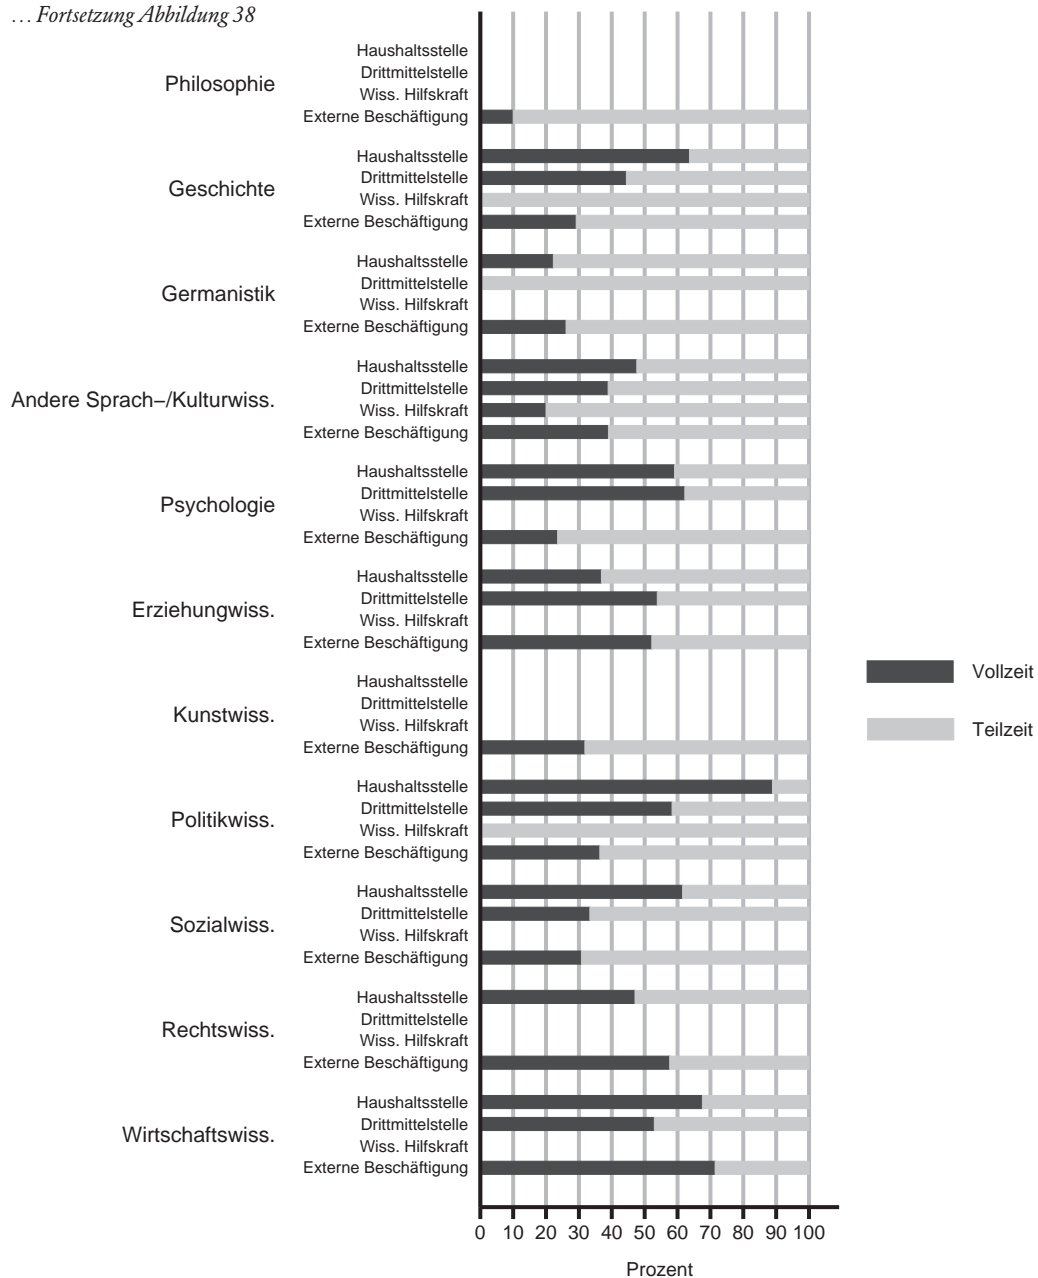 … Fortsetzung Abbildung 38
Philosophie
Haushaltsstelle
Drittmittelstelle
Wiss. Hilfskraft
Externe Beschäftigung
Geschichte
Haushaltsstelle
Drittmittelstelle
Wiss. Hilfskraft
Externe Beschäftigung
Germanistik
Haushaltsstelle
Drittmittelstelle
Wiss. Hilfskraft
Externe Beschäftigung
Andere Sprach−/Kulturwiss.
Haushaltsstelle
Drittmittelstelle
Wiss. Hilfskraft
Externe Beschäftigung
Psychologie
Haushaltsstelle
Drittmittelstelle
Wiss. Hilfskraft
Externe Beschäftigung
Erziehungwiss.
Haushaltsstelle
Drittmittelstelle
Wiss. Hilfskraft
Externe Beschäftigung
Kunstwiss.
Haushaltsstelle
Drittmittelstelle
Wiss. Hilfskraft
Externe Beschäftigung
Politikwiss.
Haushaltsstelle
Drittmittelstelle
Wiss. Hilfskraft
Externe Beschäftigung
Sozialwiss.
Haushaltsstelle
Drittmittelstelle
Wiss. Hilfskraft
Externe Beschäftigung
Rechtswiss.
Haushaltsstelle
Drittmittelstelle
Wiss. Hilfskraft
Externe Beschäftigung
Wirtschaftswiss.
Haushaltsstelle
Drittmittelstelle
Wiss. Hilfskraft
Externe Beschäftigung
0 10 20 30 40 50 60 70 80 90 100
Prozent
Vollzeit
Teilzeit